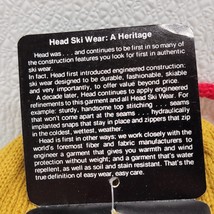 Head Ski Wear: A Heritage
Head was . . . and continues to be first in so many of
the construction features you look for first in authentic
ski wear.
In fact, Head first introduced engineered construction:
ski wear designed to be durable, fashionable, skiable
and very importantly, to offer value beyond price.
A decade later, Head continues to apply engineered
refinements to this garment and all Head Ski Wear. For
example: sturdy, handsome top stitching . . . seams
that won't come apart at the seams . . . hydraulically
implanted snaps that stay in place and zippers that zip
in the coldest, wettest, weather.
Head is first in other ways; we work closely with the
world's foremost fiber and fabric manufacturers to
engineer a garment that gives you warmth and wind
protection without weight; and a garment that's water
repellent, as well as soil and stain resistant. That's the
true definition of easy wear, easy care.